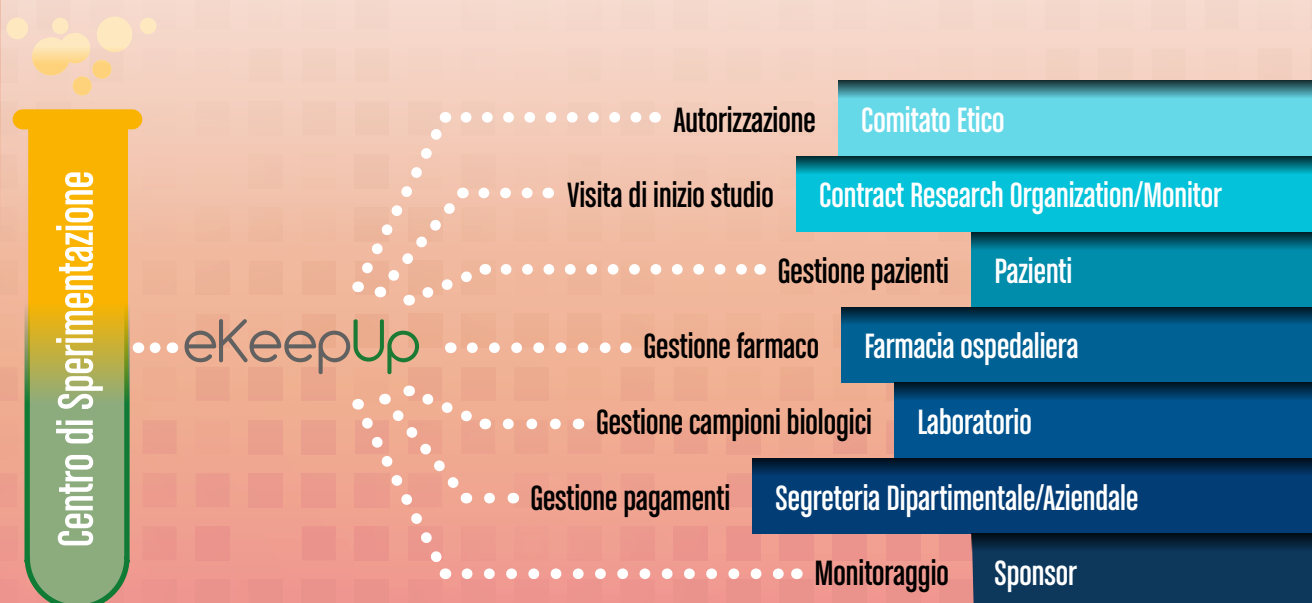 Centro di Sperimentazione
eKeepUp
Autorizzazione Comitato Etico
Visita di inizio studio Contract Research Organization/Monitor
Gestione pazienti Pazienti
Gestione farmaco Farmacia ospedaliera
Gestione campioni biologici Laboratorio
Gestione pagamenti Segreteria Dipartimentale/Aziendale
Monitoraggio Sponsor